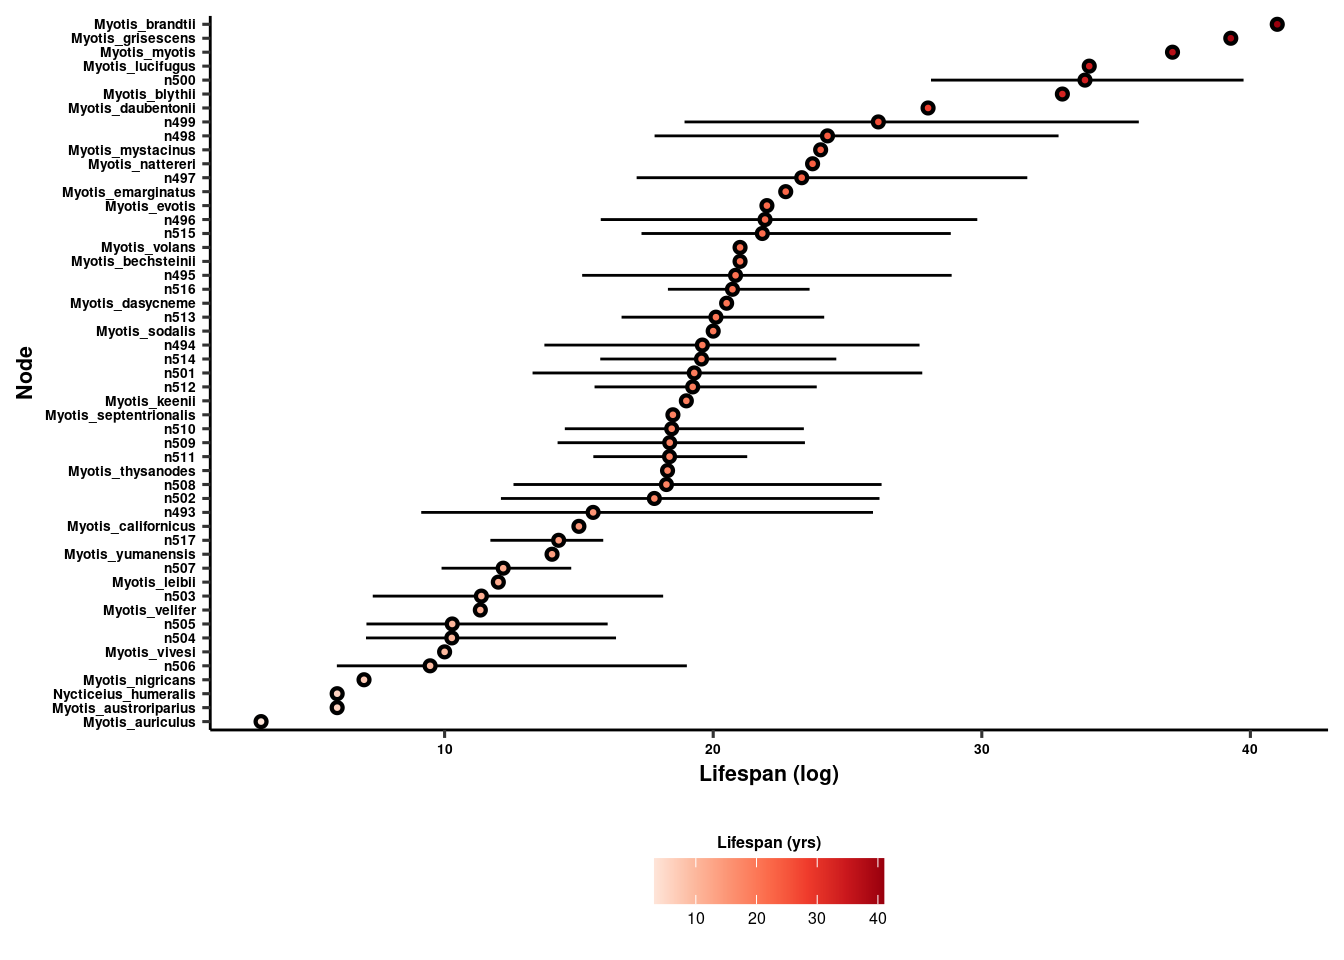 Myotis_brandtii
Myotis_grisescens
Myotis_myotis
Myotis_lucifugus
n500
Myotis_blythii
Myotis_daubentonii
n499
n498
Myotis_mystacinus
Myotis_nattereri
n497
Myotis_emarginatus
Myotis_evotis
n496
n515
Myotis_volans
Myotis_bechsteinii
n495
n516
Myotis_dasycneme
n513
Myotis_sodalis
n494
n514
n501
n512
Myotis_keenii
Myotis_septentrionalis
n510
n509
n511
Myotis_thysanodes
n508
n502
n493
Myotis_californicus
n517
Myotis_yumanensis
n507
Myotis_leibii
n503
Myotis_velifer
n505
n504
Myotis_vivesi
n506
Myotis_nigricans
Nycticeius_humeralis
Myotis_austroriparius
Myotis_auriculus
Node
10 20 30 40
Lifespan (log)
Lifespan (yrs)
10 20 30 40